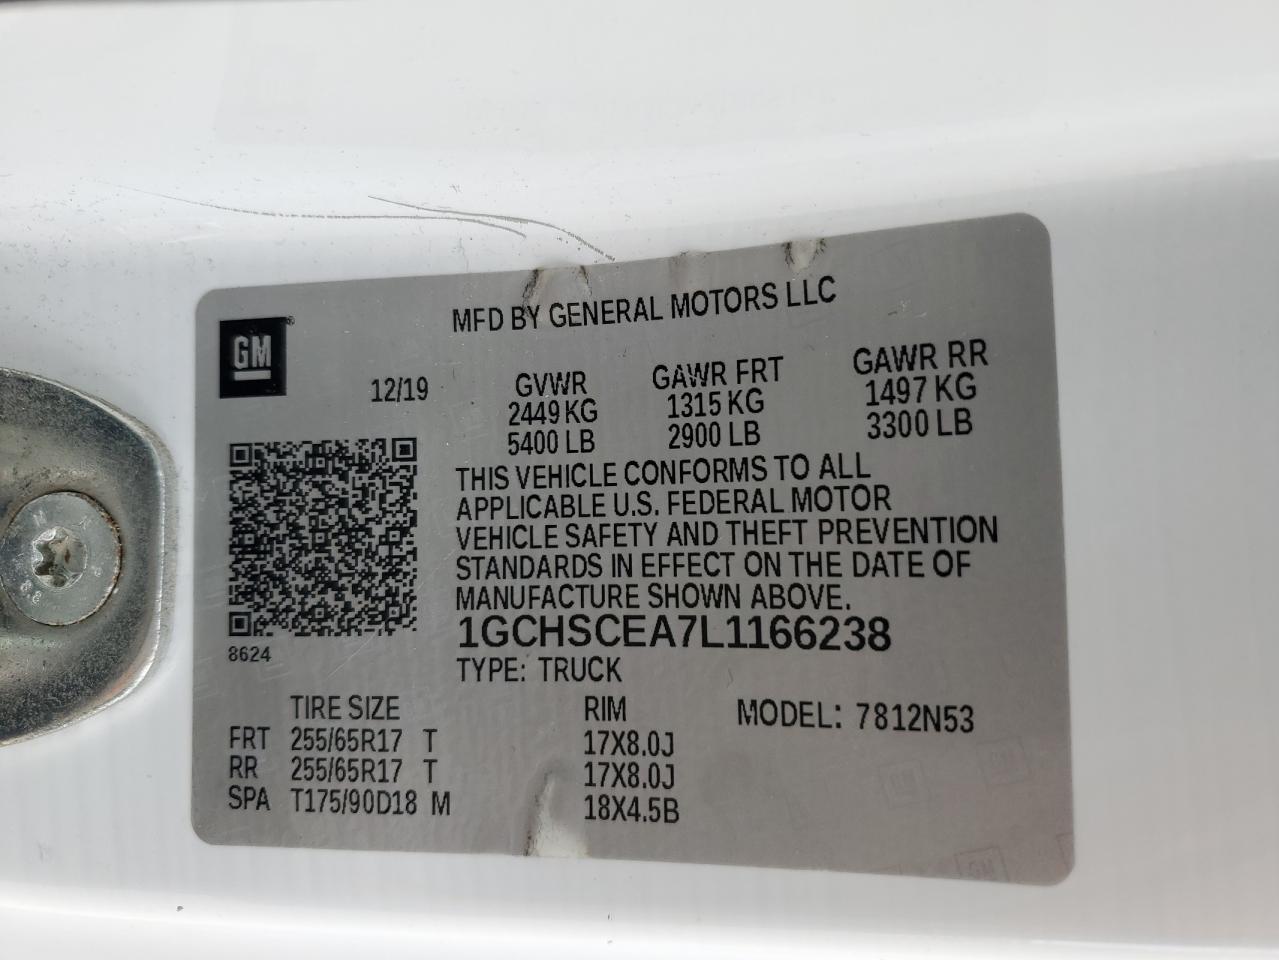 MFD BY GENERAL MOTORS LLC
GM
12/19
GVWR GAWR FRT GAWR RR
2449 KG 1315 KG 1497 KG
5400 LB 2900 LB 3300 LB
THIS VEHICLE CONFORMS TO ALL
APPLICABLE U.S. FEDERAL MOTOR
VEHICLE SAFETY AND THEFT PREVENTION
STANDARDS IN EFFECT ON THE DATE OF
MANUFACTURE SHOWN ABOVE.
8624
1GCHSCEA7L1166238
TYPE: TRUCK
TIRE SIZE RIM MODEL: 7812N53
FRT 255/65R17 T 17X8.0J
RR 255/65R17 T 17X8.0J
SPA T175/90D18 M 18X4.5B